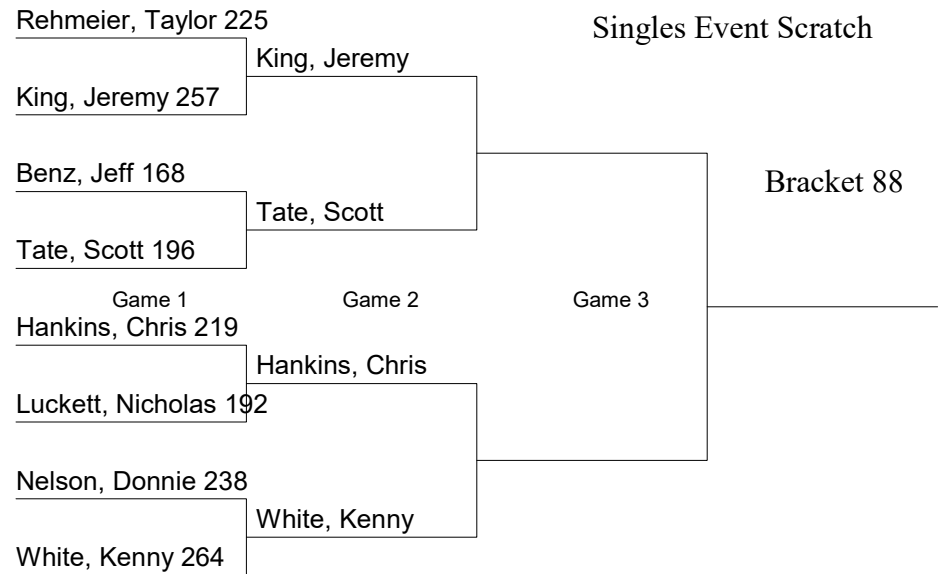 Rehmeier, Taylor 225
Singles Event Scratch
King, Jeremy
King, Jeremy 257
Benz, Jeff 168
Bracket 88
Tate, Scott
Tate, Scott 196
Game 1
Game 2
Game 3
Hankins, Chris 219
Hankins, Chris
Luckett, Nicholas 192
Nelson, Donnie 238
White, Kenny
White, Kenny 264